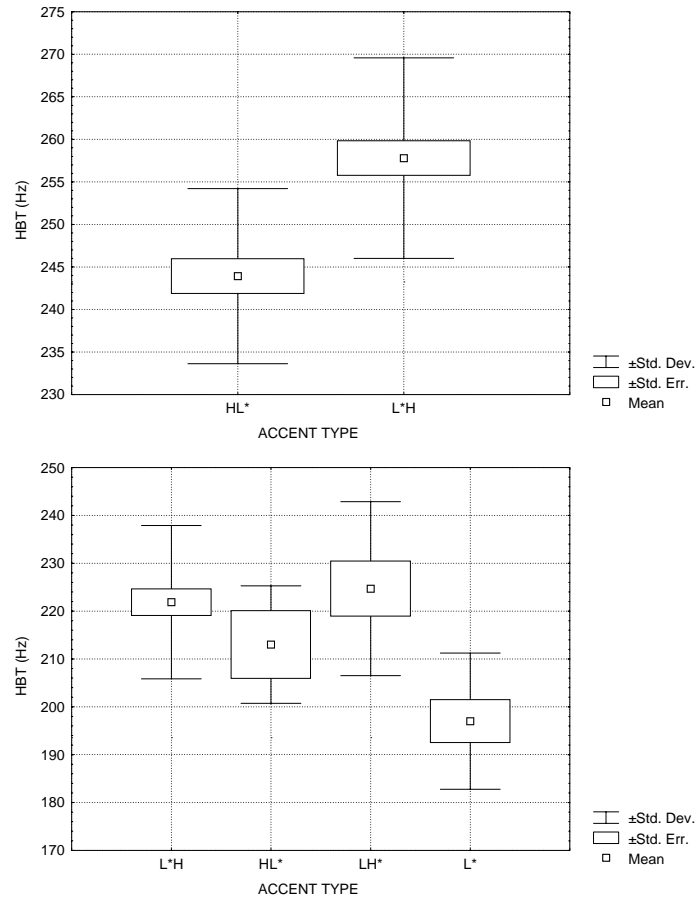 275
270
265
260
255
250
245
240
235
230
HBT (Hz)
HL* L*H
ACCENT TYPE
±Std. Dev.
±Std. Err.
Mean
250
240
230
220
210
200
190
180
170
HBT (Hz)
L*H HL* LH* L*
ACCENT TYPE
±Std. Dev.
±Std. Err.
Mean